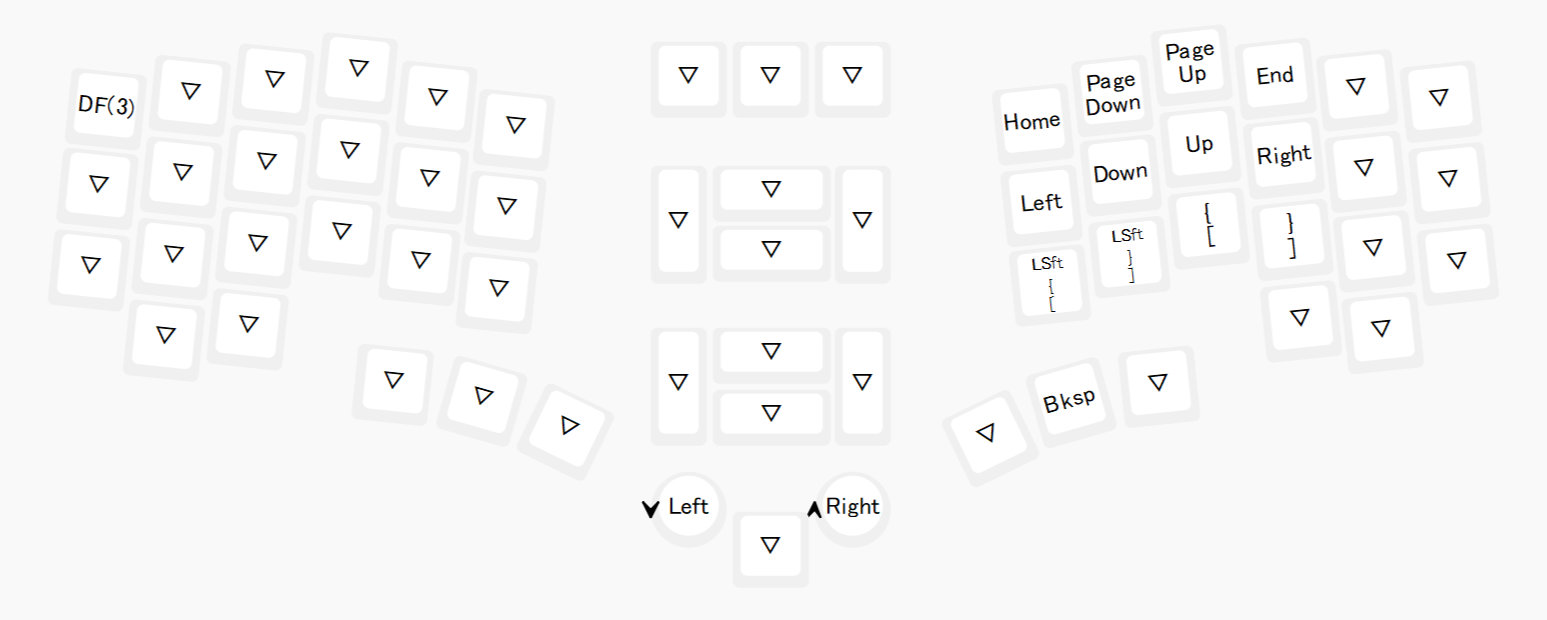 DF(3) ▽ ▽ ▽ ▽ ▽
▽ ▽ ▽ ▽ ▽ ▽
▽ ▽ ▽ ▽ ▽ ▽
▽ ▽
▽ ▽ ▽
▽ ▽ ▽
▽ ▽ ▽
▽
▽ ▽ ▽
▽
Left Right
▽
Home
Page
Down
Page
Up
End
▽ ▽
Left
Down
Up
Right
▽ ▽
LSft
{
[
LSft
}
]
{
[
}
]
▽ ▽
▽ ▽
▽
Bksp
▽